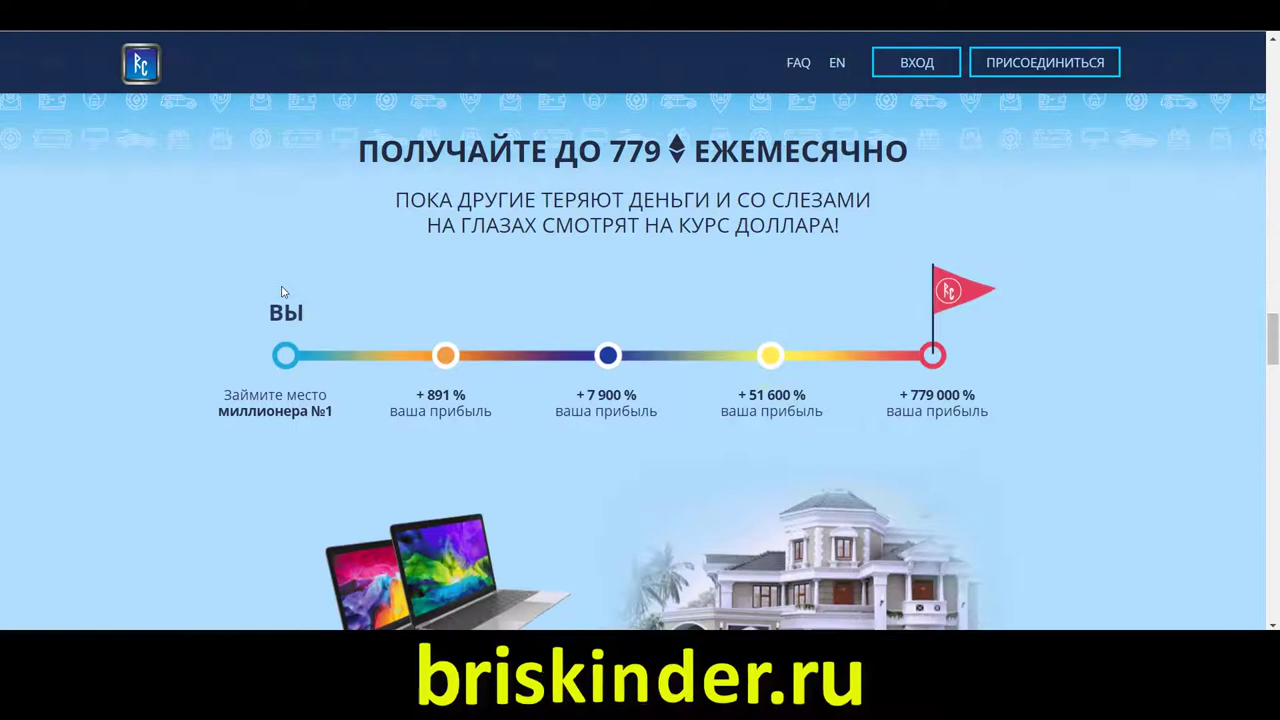 RC
FAQ EN ВХОД ПРИСОЕДИНИТЬСЯ
ПОЛУЧАЙТЕ ДО 779 ЕЖЕМЕСЯЧНО
ПОКА ДРУГИЕ ТЕРЯЮТ ДЕНЬГИ И СО СЛЕЗАМИ
НА ГЛАЗАХ СМОТРЯТ НА КУРС ДОЛЛАРА!
RC
ВЫ
Займите место
миллионера №1
+ 891 %
ваша прибыль
+ 7 900 %
ваша прибыль
+ 51 600 %
ваша прибыль
+ 779 000 %
ваша прибыль
briskinder.ru